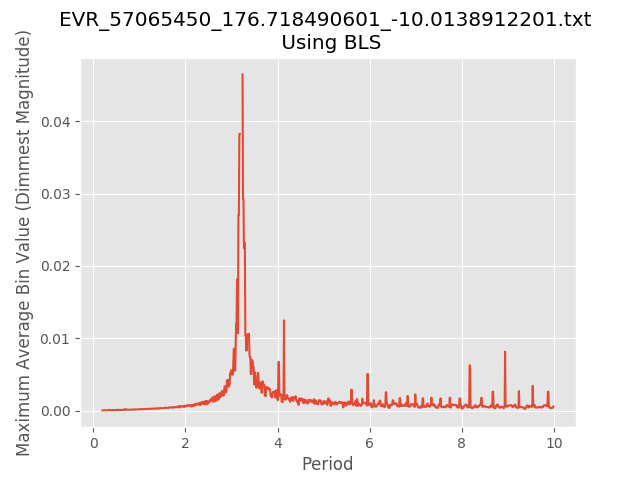 EVR_57065450_176.718490601_-10.0138912201.txt
Using BLS
Maximum Average Bin Value (Dimmest Magnitude)
0.04
0.03
0.02
0.01
0.00
0
2
4
6
8
10
Period